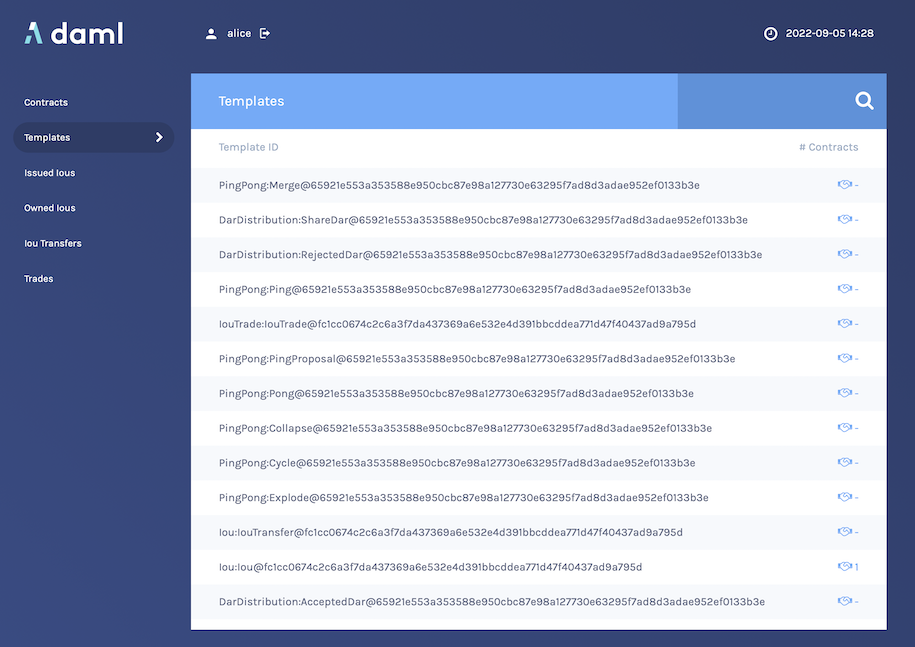 daml
alice
2022-09-05 14:28
Contracts
Templates
Issued Ious
Owned Ious
Iou Transfers
Trades
Templates
Template ID # Contracts
PingPong:Merge@65921e553a353588e950cbc87e98a127730e63295f7ad8d3adae952ef0133b3e -
DarDistribution:ShareDar@65921e553a353588e950cbc87e98a127730e63295f7ad8d3adae952ef0133b3e -
DarDistribution:RejectedDar@65921e553a353588e950cbc87e98a127730e63295f7ad8d3adae952ef0133b3e -
PingPong:Ping@65921e553a353588e950cbc87e98a127730e63295f7ad8d3adae952ef0133b3e -
IouTrade:IouTrade@fc1cc0674c2c6a3f7da437369a6e532e4d391bbcddea771d47f40437ad9a795d -
PingPong:PingProposal@65921e553a353588e950cbc87e98a127730e63295f7ad8d3adae952ef0133b3e -
PingPong:Pong@65921e553a353588e950cbc87e98a127730e63295f7ad8d3adae952ef0133b3e -
PingPong:Collapse@65921e553a353588e950cbc87e98a127730e63295f7ad8d3adae952ef0133b3e -
PingPong:Cycle@65921e553a353588e950cbc87e98a127730e63295f7ad8d3adae952ef0133b3e -
PingPong:Explode@65921e553a353588e950cbc87e98a127730e63295f7ad8d3adae952ef0133b3e -
Iou:IouTransfer@fc1cc0674c2c6a3f7da437369a6e532e4d391bbcddea771d47f40437ad9a795d -
Iou:Iou@fc1cc0674c2c6a3f7da437369a6e532e4d391bbcddea771d47f40437ad9a795d 1
DarDistribution:AcceptedDar@65921e553a353588e950cbc87e98a127730e63295f7ad8d3adae952ef0133b3e -